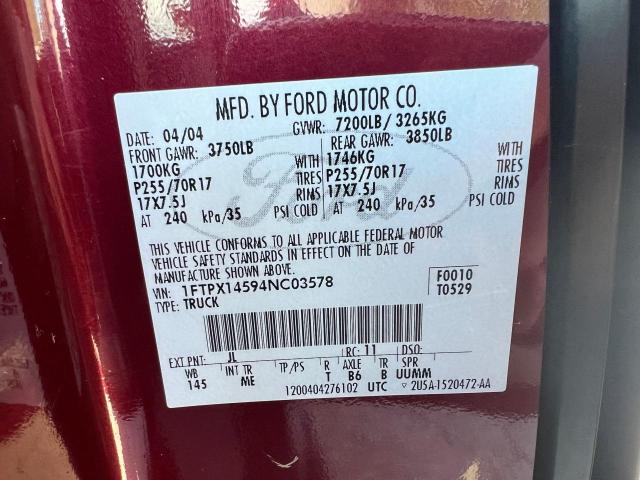 MFD. BY FORD MOTOR CO.
DATE: 04/04 GVWR: 7200LB/ 3265KG
FRONT GAWR: 3750LB REAR GAWR: 3850LB
1700KG WITH 1746KG WITH
P255/70R17 TIRES P255/70R17 TIRES
17X7.5J RIMS 17X7.5J RIMS
AT 240 kPa/35 PSI COLD AT 240 kPa/35 PSI COLD
Ford
THIS VEHICLE CONFORMS TO ALL APPLICABLE FEDERAL MOTOR
VEHICLE SAFETY STANDARDS IN EFFECT ON THE DATE OF
MANUFACTURE SHOWN ABOVE.
VIN: 1FTPX14594NC03578 F0010
TYPE: TRUCK T0529
EXT PNT: JL RC: 11 DSO:
WB INT TR TP/PS R AXLE TR SPR
145 ME T B6 B UUMM
1200404276102 UTC ▽ 2U5A-1520472-AA